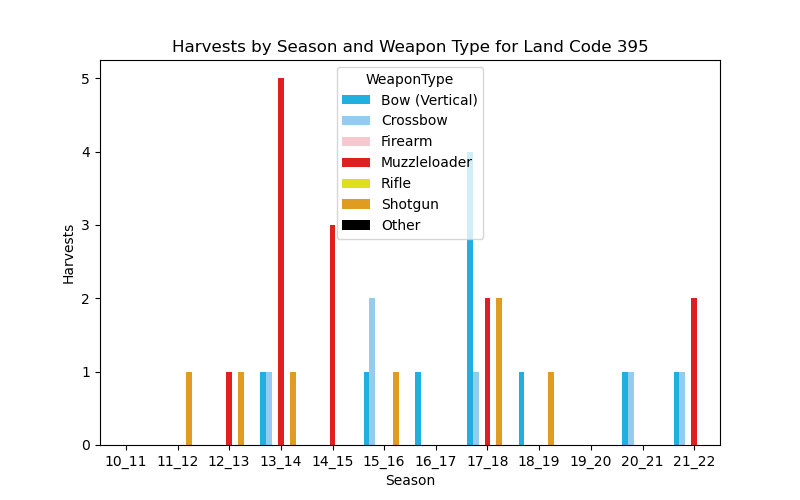 Harvests by Season and Weapon Type for Land Code 395
WeaponType
Bow (Vertical)
Crossbow
Firearm
Muzzleloader
Rifle
Shotgun
Other
5
4
3
2
1
0
Harvests
10_11 11_12 12_13 13_14 14_15 15_16 16_17 17_18 18_19 19_20 20_21 21_22
Season